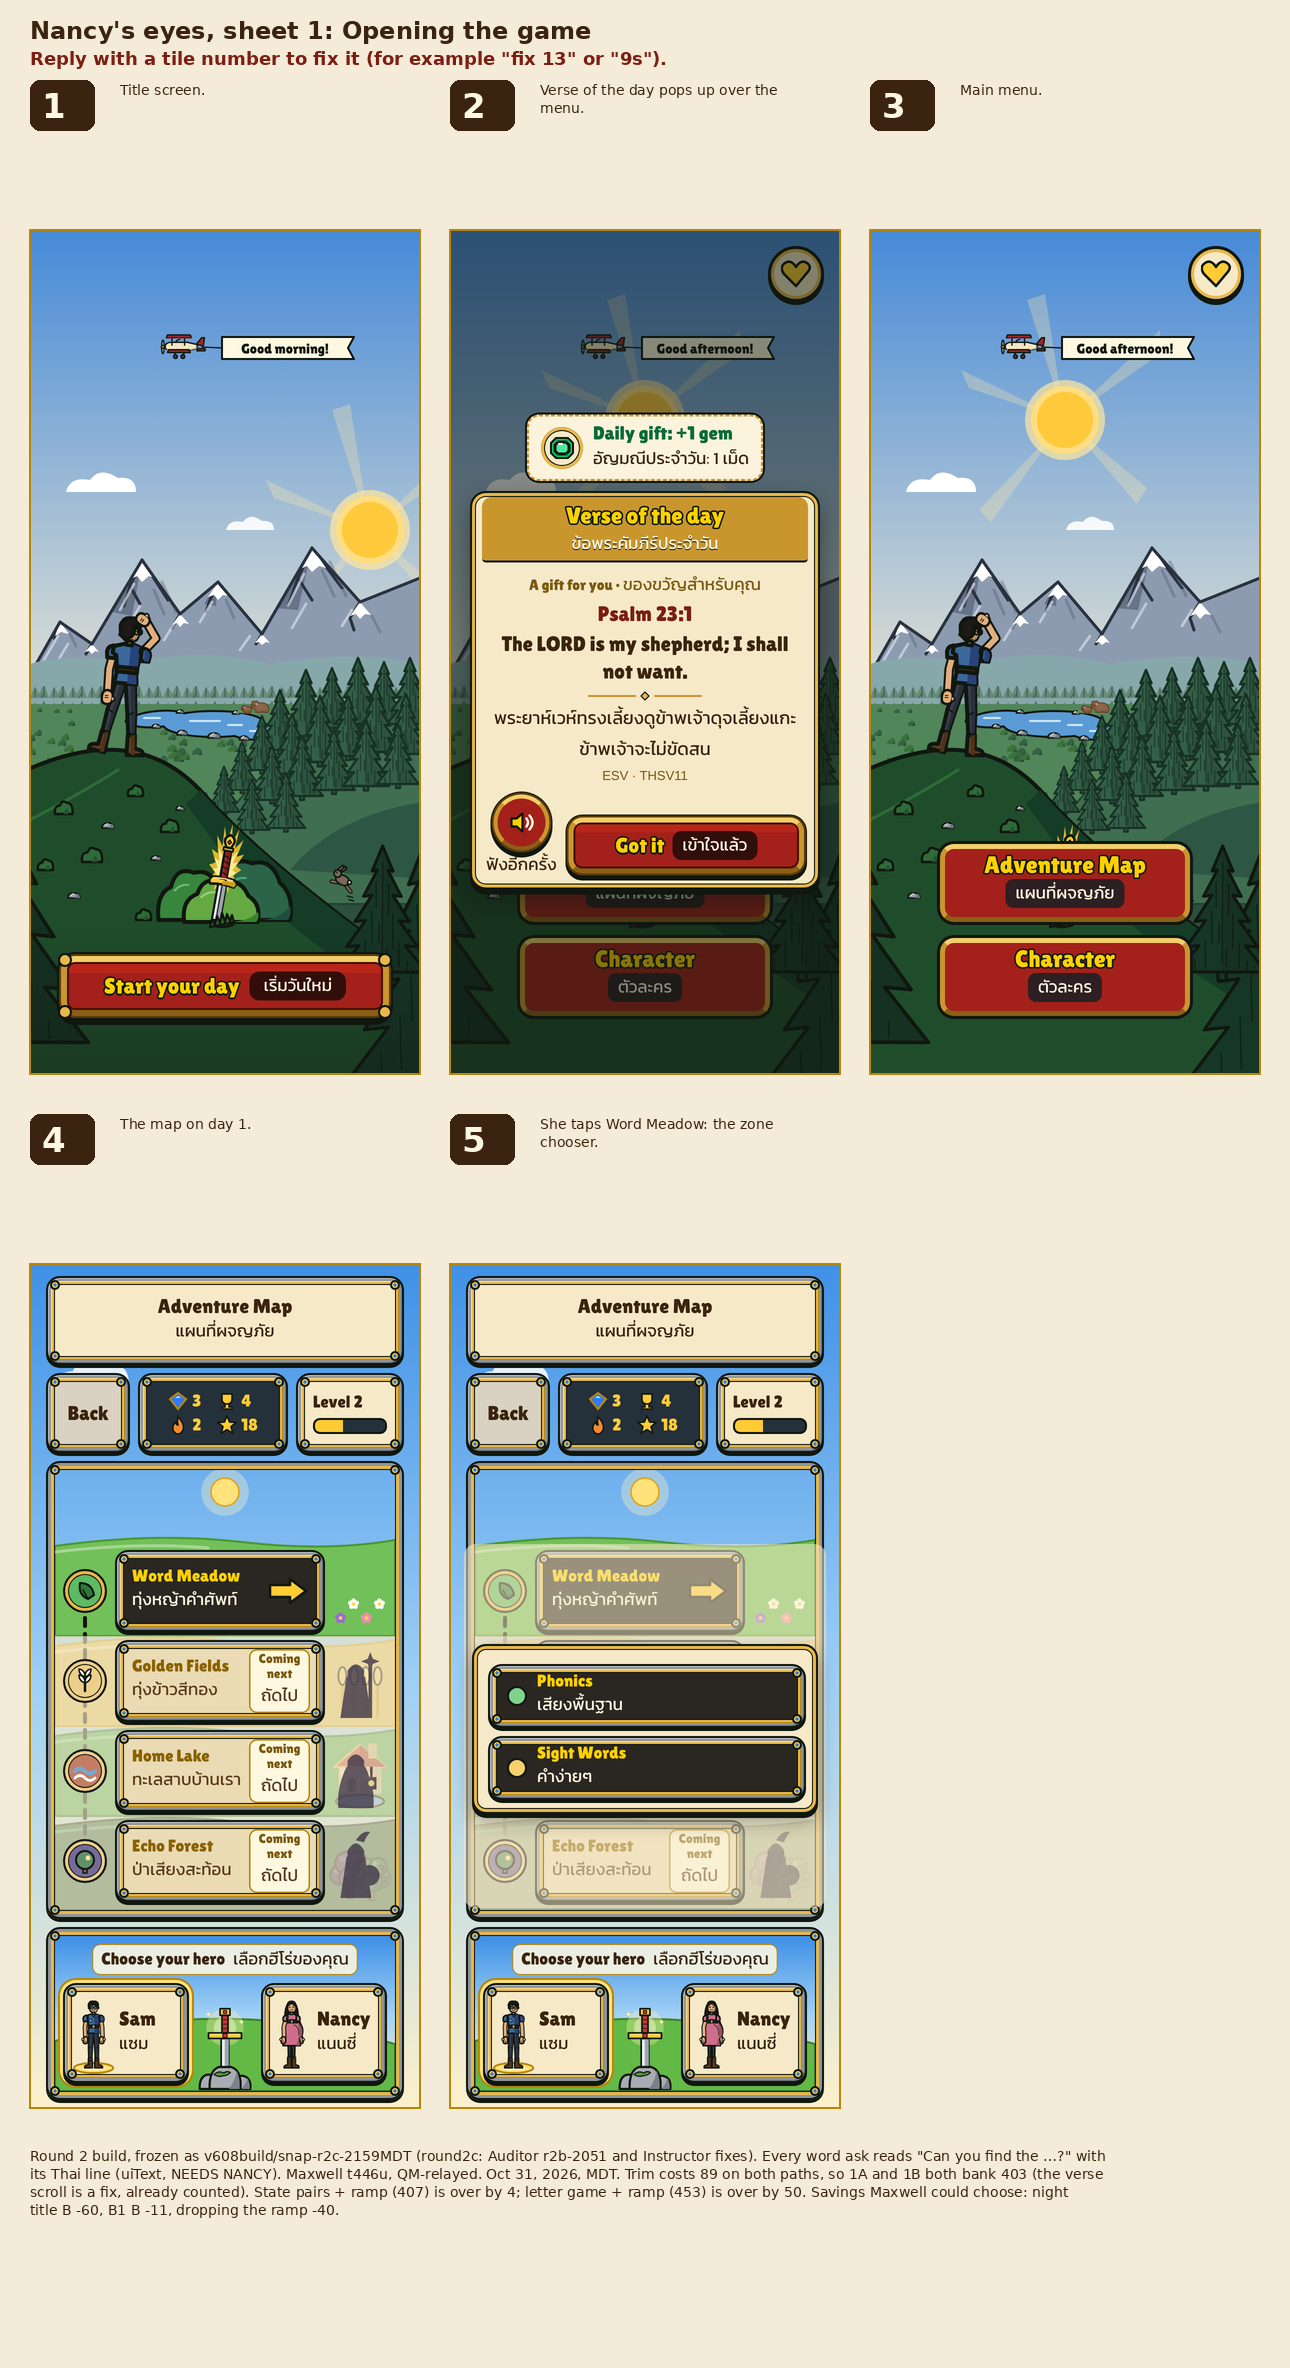 Nancy's eyes, sheet 1: Opening the game
Reply with a tile number to fix it (for example "fix 13" or "9s").
1
Title screen.
2
Verse of the day pops up over the
menu.
3
Main menu.
Good morning!
Start your day เริ่มวันใหม่
Good afternoon!
Daily gift: +1 gem
อัญมณีประจำวัน: 1 เม็ด
Verse of the day
ข้อพระคัมภีร์ประจำวัน
A gift for you • ของขวัญสำหรับคุณ
Psalm 23:1
The LORD is my shepherd; I shall
not want.
พระยาห์เวห์ทรงเลี้ยงดูข้าพเจ้าดุจเลี้ยงแกะ
ข้าพเจ้าจะไม่ขัดสน
ESV · THSV11
ฟังอีกครั้ง
Got it เข้าใจแล้ว
แผนที่ผจญภัย
Character
ตัวละคร
Good afternoon!
Adventure Map
แผนที่ผจญภัย
Character
ตัวละคร
4
The map on day 1.
5
She taps Word Meadow: the zone
chooser.
Adventure Map
แผนที่ผจญภัย
Back
3 4
2 18
Level 2
Word Meadow
ทุ่งหญ้าคำศัพท์
Golden Fields
ทุ่งข้าวสีทอง
Coming
next
ถัดไป
Home Lake
ทะเลสาบบ้านเรา
Coming
next
ถัดไป
Echo Forest
ป่าเสียงสะท้อน
Coming
next
ถัดไป
Choose your hero เลือกฮีโร่ของคุณ
Sam
แซม
Nancy
แนนซี่
Adventure Map
แผนที่ผจญภัย
Back
3 4
2 18
Level 2
Word Meadow
ทุ่งหญ้าคำศัพท์
Phonics
เสียงพื้นฐาน
Sight Words
คำง่ายๆ
Echo Forest
ป่าเสียงสะท้อน
Coming
next
ถัดไป
Choose your hero เลือกฮีโร่ของคุณ
Sam
แซม
Nancy
แนนซี่
Round 2 build, frozen as v608build/snap-r2c-2159MDT (round2c: Auditor r2b-2051 and Instructor fixes). Every word ask reads "Can you find the ...?" with
its Thai line (uiText, NEEDS NANCY). Maxwell t446u, QM-relayed. Oct 31, 2026, MDT. Trim costs 89 on both paths, so 1A and 1B both bank 403 (the verse
scroll is a fix, already counted). State pairs + ramp (407) is over by 4; letter game + ramp (453) is over by 50. Savings Maxwell could choose: night
title B -60, B1 B -11, dropping the ramp -40.